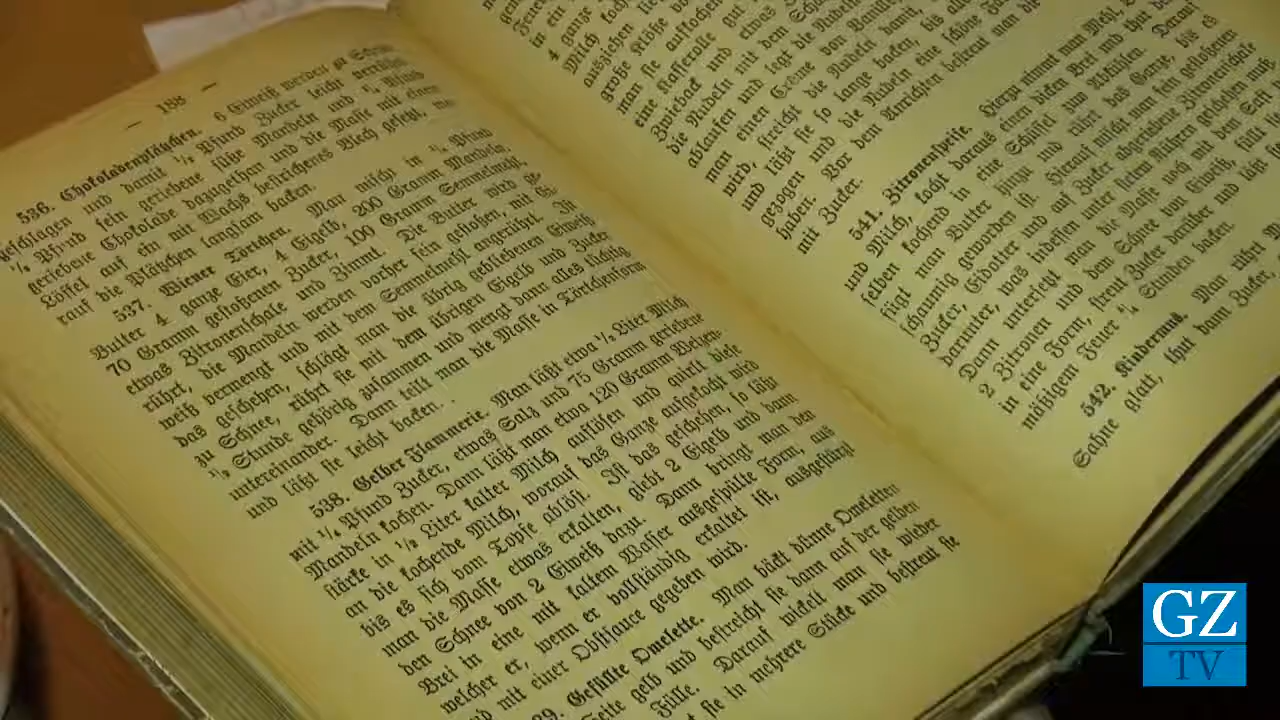 — 188 —
536. Chokoladenplätzchen. 6 Eiweiß werden zu Schnee
geschlagen und damit ½ Pfund Zucker leicht
¼ Pfund fein geriebene süße Mandeln und ¼ Pfund
geriebene Chokolade dazugethan und die Masse mit einem
Löffel auf ein mit Wachs bestrichenes Blech gesetzt,
rauf die Plätzchen langsam backen.
537. Wiener Törtchen. Man mischt in ¼ Pfund
Butter 4 ganze Eier, 4 Eigelb, 200 Gramm Mandeln,
70 Gramm gestoßenen Zucker, 100 Gramm Semmelmehl,
etwas Zitronenschale und Zimmt. Die Butter wird
rührt, die Mandeln werden vorher fein gestoßen, mit
weiß vermengt und mit dem Semmelmehl angerührt. Ist
das geschehen, schlägt man die übrig gebliebenen Eiweiß
zu Schnee, rührt sie mit dem übrigen Eigelb und Zucker
½ Stunde gehörig zusammen und mengt dann alles tüchtig
untereinander. Dann teilt man die Masse in Törtchenform
und läßt sie leicht backen.
538. Gelber Flammerie. Man läßt etwa ½ Liter Milch
mit ¼ Pfund Zucker, etwas Salz und 75 Gramm geriebene
Mandeln kochen. Dann läßt man etwa 120 Gramm Weizen-
stärke in ½ Liter kalter Milch auflösen und quirlt diese
an die kochende Milch, worauf das Ganze aufgekocht wird
bis es sich vom Topfe ablöst. Ist das geschehen, so läßt
man die Masse etwas erkalten, giebt 2 Eigelb und dann
den Schnee von 2 Eiweiß dazu. Dann bringt man den
Brei in eine mit kaltem Wasser ausgespülte Form, aus
welcher er, wenn er vollständig erkaltet ist, ausgestürzt
und mit einer Obstsauce gegeben wird.
Gefüllte Omelette. Man bäckt dünne Omeletten
Seite gelb und bestreicht sie dann auf der gelben
Fülle. Darauf wickelt man sie wieder
sie in mehrere Stücke und bestreut sie
in
4 ganze
Milch
ausziehen
große Klöße
man sie aufkochen
eine Kasserolle gut
Zwieback und etwas
die Nudeln mit dem
ablaufen und legt die Nudeln
man einen Creme von
wird, streicht die Nudeln dann,
und läßt sie so lange backen, bis
gezogen und die Nudeln eine schöne
haben. Vor dem Anrichten bestreut man
mit Zucker.
541. Zitronenspeise. Hierzu nimmt man Mehl,
und Milch, kocht daraus einen dicken Brei und
selben kochend in eine Schüssel zum Abkühlen. Darauf
fügt man Butter hinzu und rührt das Ganze, bis es
schaumig geworden ist. Hierauf mischt man fein gestoßenen
Zucker, Eidotter und auf Zucker abgeriebene Zitronenschale
darunter, was indessen unter stetem Rühren geschehen muß
Dann untersetzt man die Masse noch mit dem Saft
2 Zitronen und dem Schnee von Eiweiß, füllt
in eine Form, streut Zucker darüber und läßt
mäßigem Feuer ¼ Stunden backen.
542. Kindermus. Man rührt
Sahne glatt, thut dann Zucker,
GZ
TV